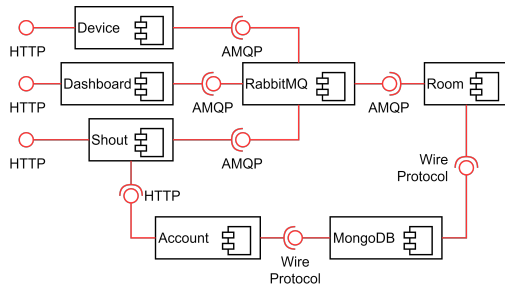 Device
HTTP
AMQP
Dashboard
RabbitMQ
Room
HTTP
AMQP
AMQP
Shout
HTTP
AMQP
Wire
Protocol
HTTP
Account
MongoDB
Wire
Protocol